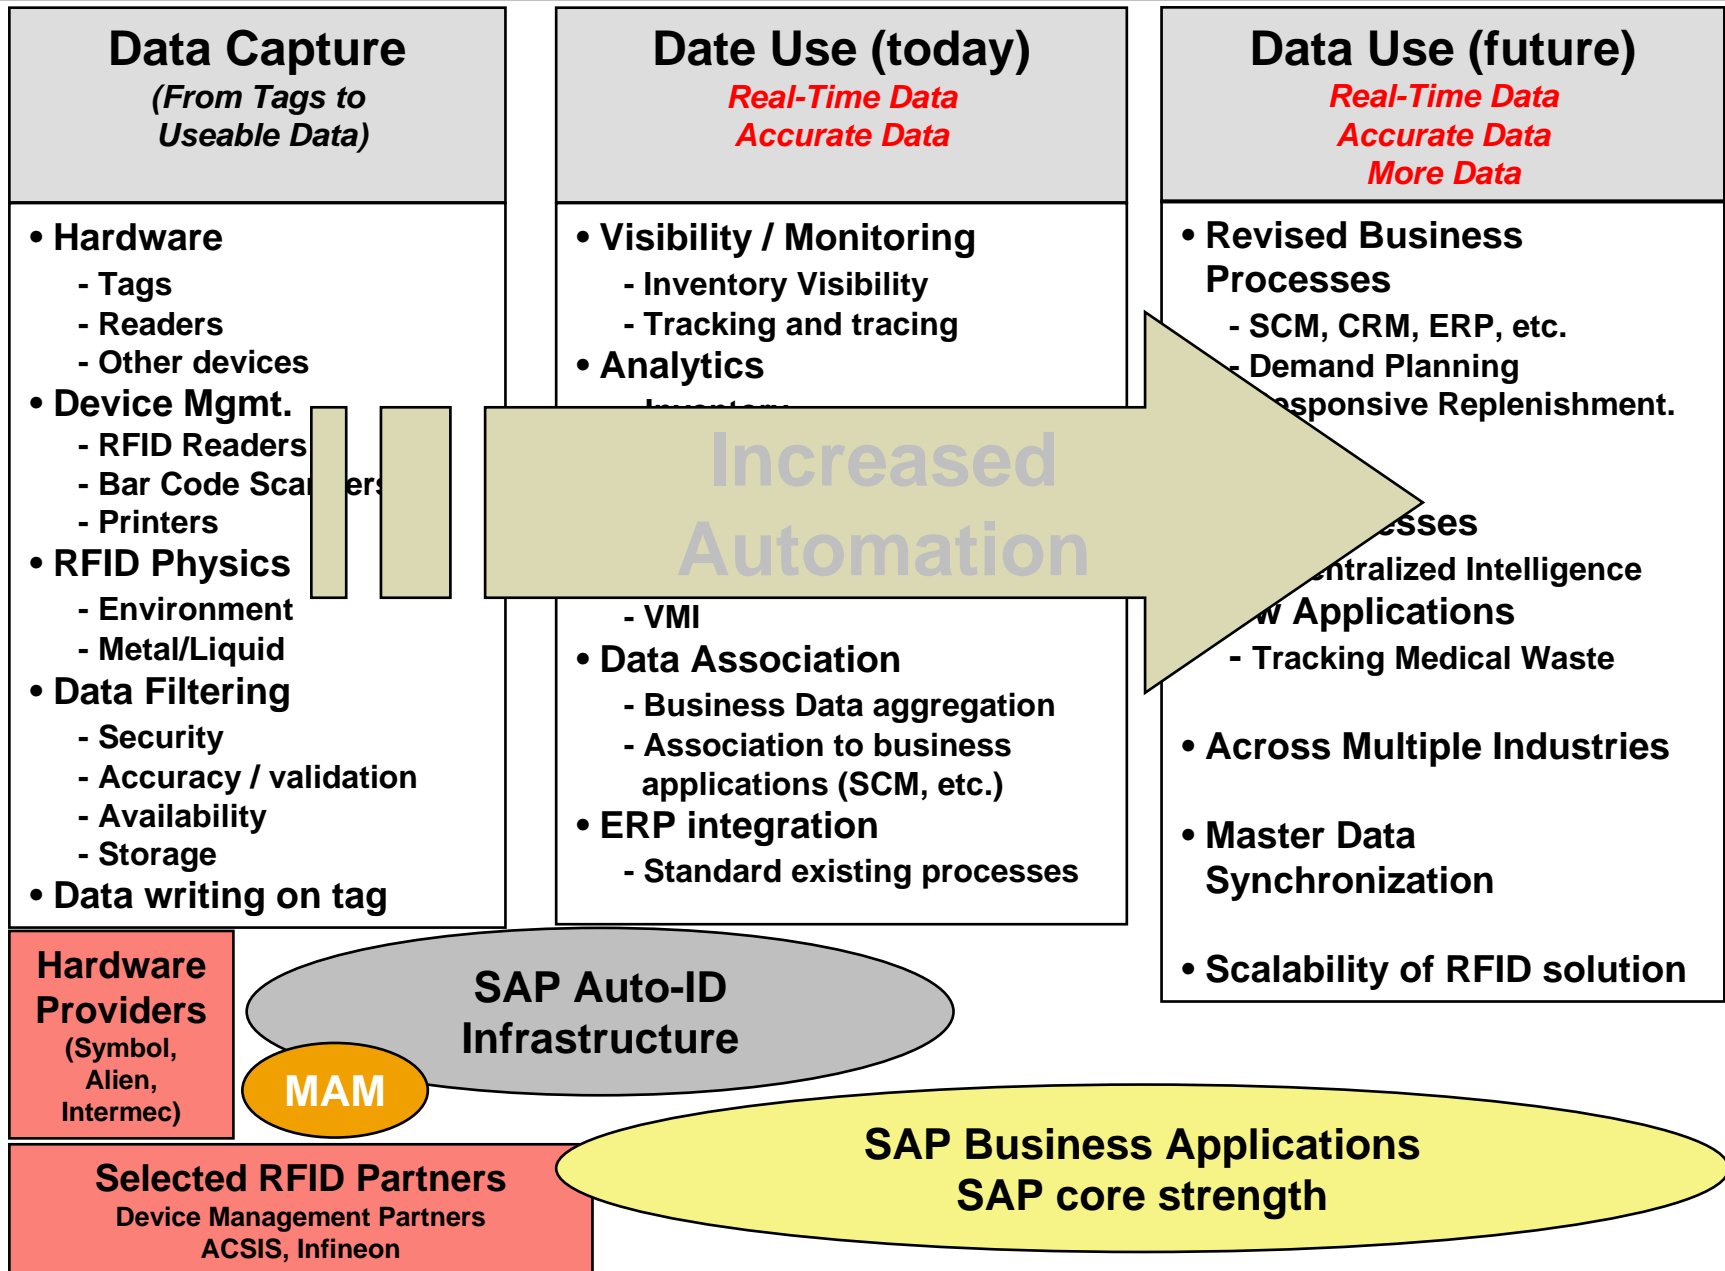 Data Capture
(From Tags to
Useable Data)
• Hardware
- Tags
- Readers
- Other devices
• Device Mgmt.
- RFID Readers
- Bar Code
- Printers
• RFID Physics
- Environment
- Metal/Liquid
• Data Filtering
- Security
- Accuracy / validation
- Availability
- Storage
• Data writing on tag
Date Use (today)
Real-Time Data
Accurate Data
• Visibility / Monitoring
- Inventory Visibility
- Tracking and tracing
• Analytics
- Inventory
Increased
Automation
- VMI
• Data Association
- Business Data aggregation
- Association to business
applications (SCM, etc.)
• ERP integration
- Standard existing processes
Data Use (future)
Real-Time Data
Accurate Data
More Data
• Revised Business
Processes
- SCM, CRM, ERP, etc.
- Demand Planning
Replenishment.
Intelligence
Applications
- Tracking Medical Waste
• Across Multiple Industries
• Master Data
Synchronization
• Scalability of RFID solution
Hardware
Providers
(Symbol,
Alien,
Intermec)
SAP Auto-ID
Infrastructure
MAM
Selected RFID Partners
Device Management Partners
ACSIS, Infineon
SAP Business Applications
SAP core strength